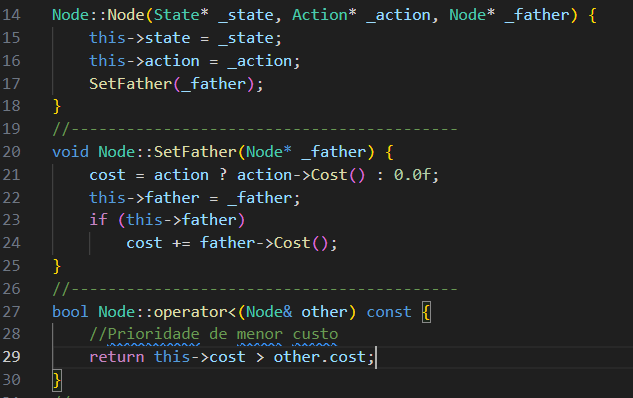 14 Node::Node(State* _state, Action* _action, Node* _father) {
15     this->state = _state;
16     this->action = _action;
17     SetFather(_father);
18 }
19 //------------------------------------------
20 void Node::SetFather(Node* _father) {
21     cost = action ? action->Cost() : 0.0f;
22     this->father = _father;
23     if (this->father)
24         cost += father->Cost();
25 }
26 //------------------------------------------
27 bool Node::operator<(Node& other) const {
28     //Prioridade de menor custo
29     return this->cost > other.cost;
30 }